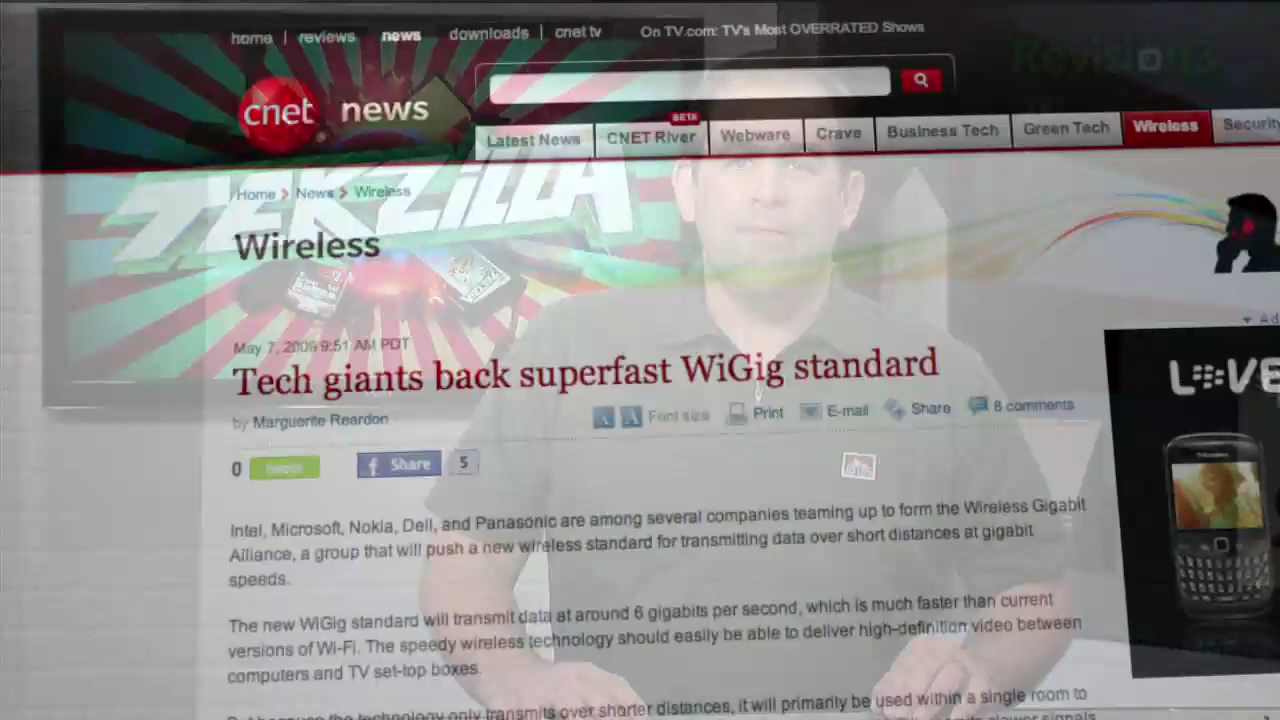 home | reviews news downloads | cnet tv On TV.com: TV's Most OVERRATED Shows
Revision3
cnet news
BETA
Latest News CNET River Webware Crave Business Tech Green Tech Wireless Security
TEKZILLA
Home > News > Wireless
Wireless
May 7, 2009 9:51 AM PDT
Tech giants back superfast WiGig standard
by Marguerite Reardon
Font size Print E-mail Share 8 comments
0 tweet f Share 5
Intel, Microsoft, Nokia, Dell, and Panasonic are among several companies teaming up to form the Wireless Gigabit
Alliance, a group that will push a new wireless standard for transmitting data over short distances at gigabit
speeds.
The new WiGig standard will transmit data at around 6 gigabits per second, which is much faster than current
versions of Wi-Fi. The speedy wireless technology should easily be able to deliver high-definition video between
computers and TV set-top boxes.
because the technology only transmits over shorter distances, it will primarily be used within a single room to
slower signals